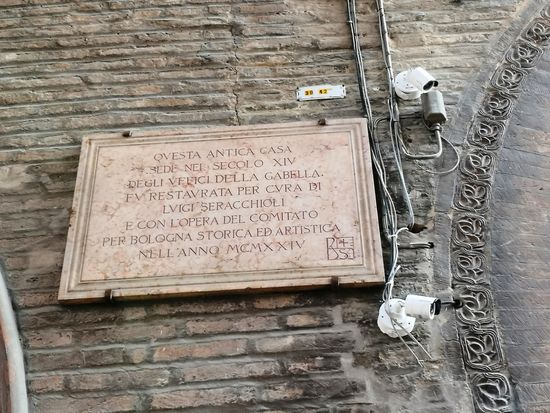 39 42
QVESTA ANTICA CASA
SEDE NEL SECOLO XIV
DEGLI VFFICI DELLA GABELLA
FV RESTAVRATA PER CVRA DI
LVIGI SERACCHIOLI
E CON L'OPERA DEL COMITATO
PER BOLOGNA STORICA ED ARTISTICA
NELL'ANNO MCMXXIV